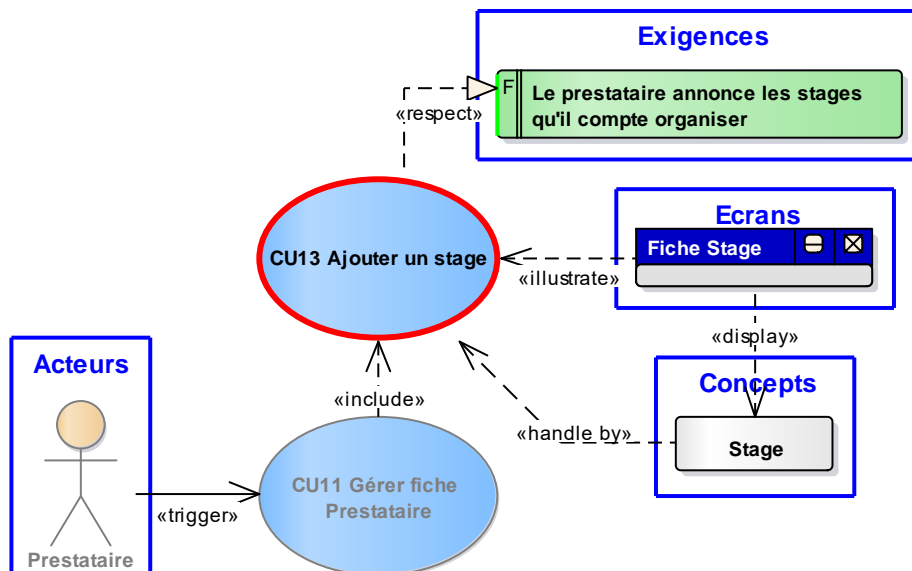 Exigences
F
Le prestataire annonce les stages
qu'il compte organiser
«respect»
Ecrans
Fiche Stage
CU13 Ajouter un stage
«illustrate»
«display»
Acteurs
Concepts
«include»
«handle by»
Stage
CU11 Gérer fiche
Prestataire
«trigger»
Prestataire